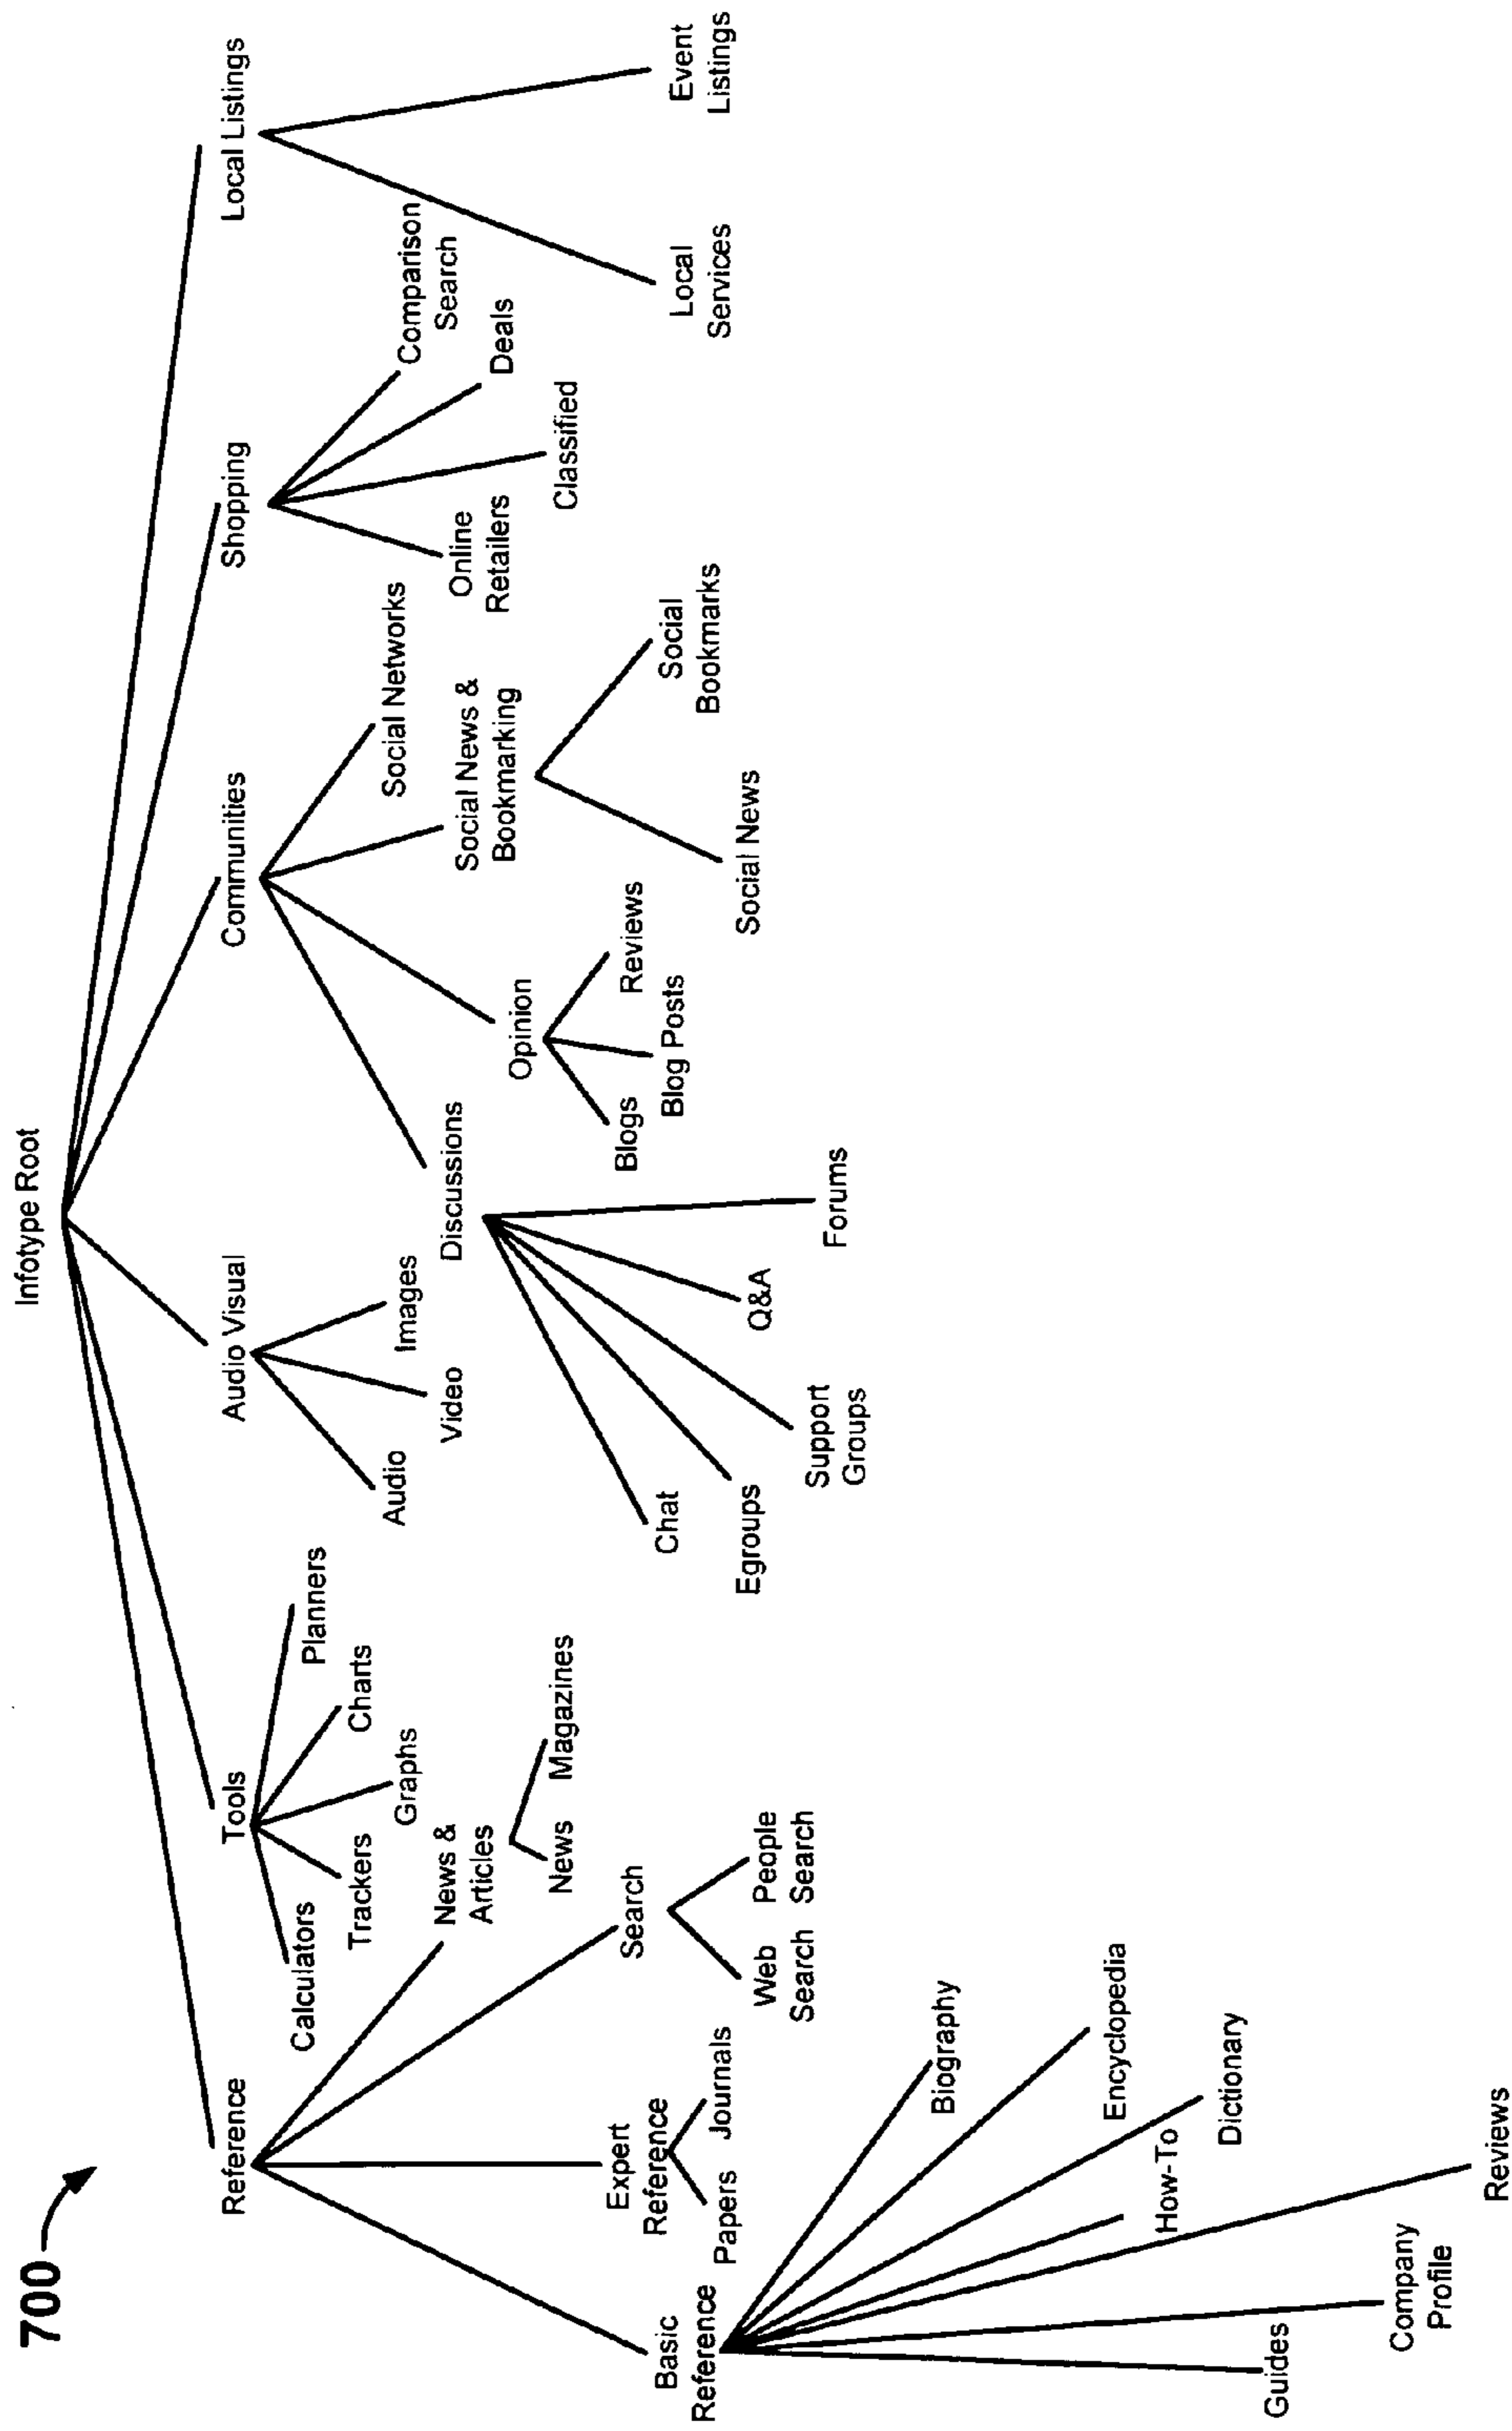 700
Infotype Root
Reference
Tools
Audio Visual
Communities
Shopping
Local Listings
Calculators
Trackers
Graphs
Charts
Planners
Audio
Video
Images
Social Networks
Comparison
Search
Deals
Classified
Online
Retailers
News &
Articles
News
Magazines
Discussions
Opinion
Social News &
Bookmarking
Search
Web
Search
People
Search
Expert
Reference
Papers
Journals
Chat
Egroups
Support
Groups
Q&A
Forums
Blogs
Blog Posts
Reviews
Social News
Social
Bookmarks
Local
Services
Event
Listings
Basic
Reference
Guides
Company
Profile
Reviews
How-To
Dictionary
Encyclopedia
Biography